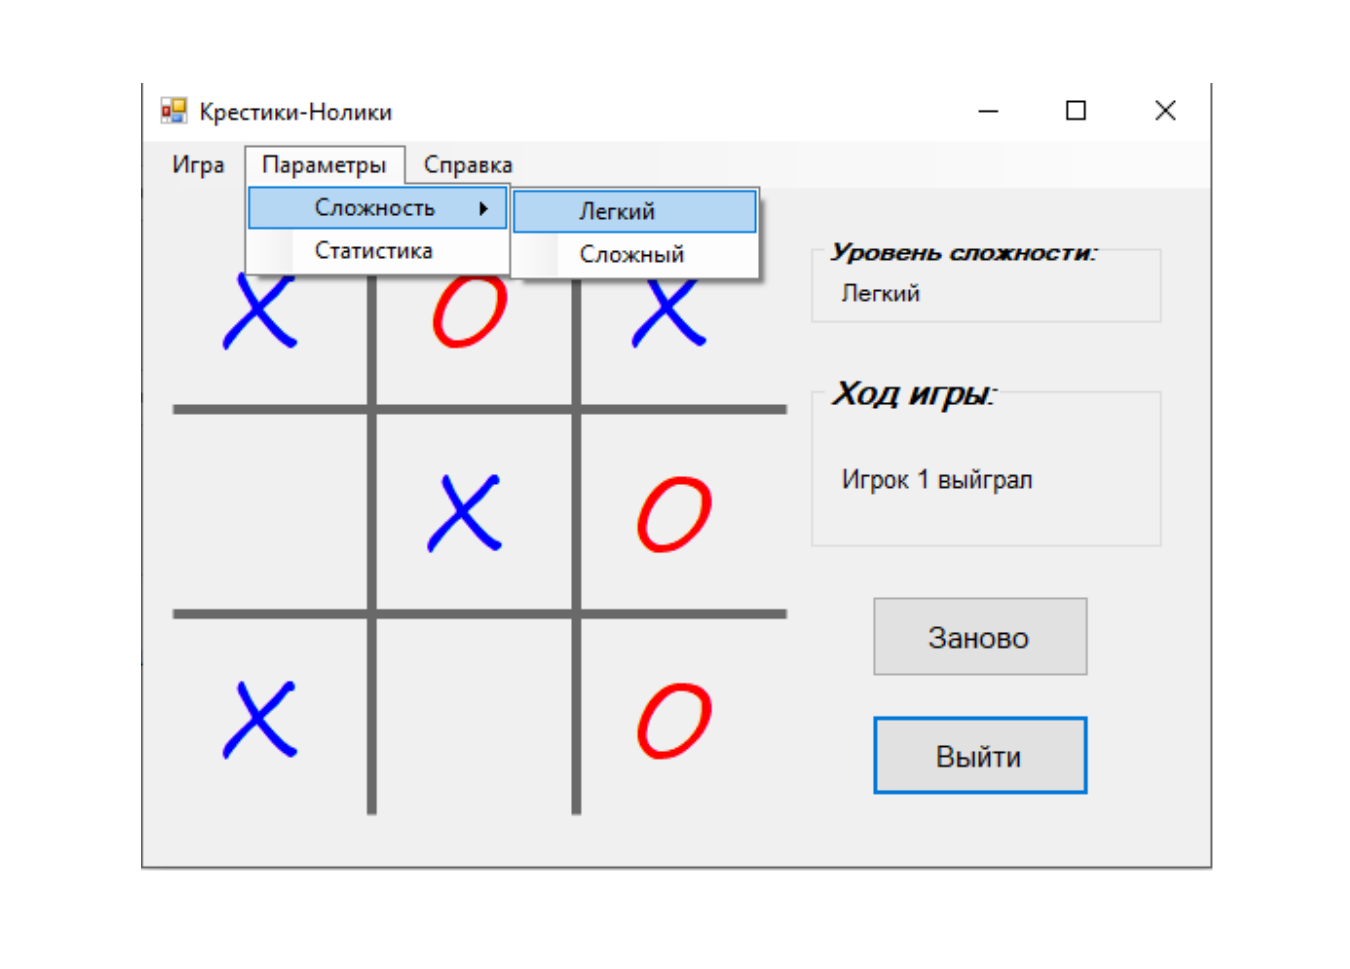 Крестики-Нолики
Игра Параметры Справка
Сложность Легкий
Статистика Сложный
Уровень сложности:
Легкий
X O X
Ход игры:
X O
Игрок 1 выйграл
Заново
X O
Выйти